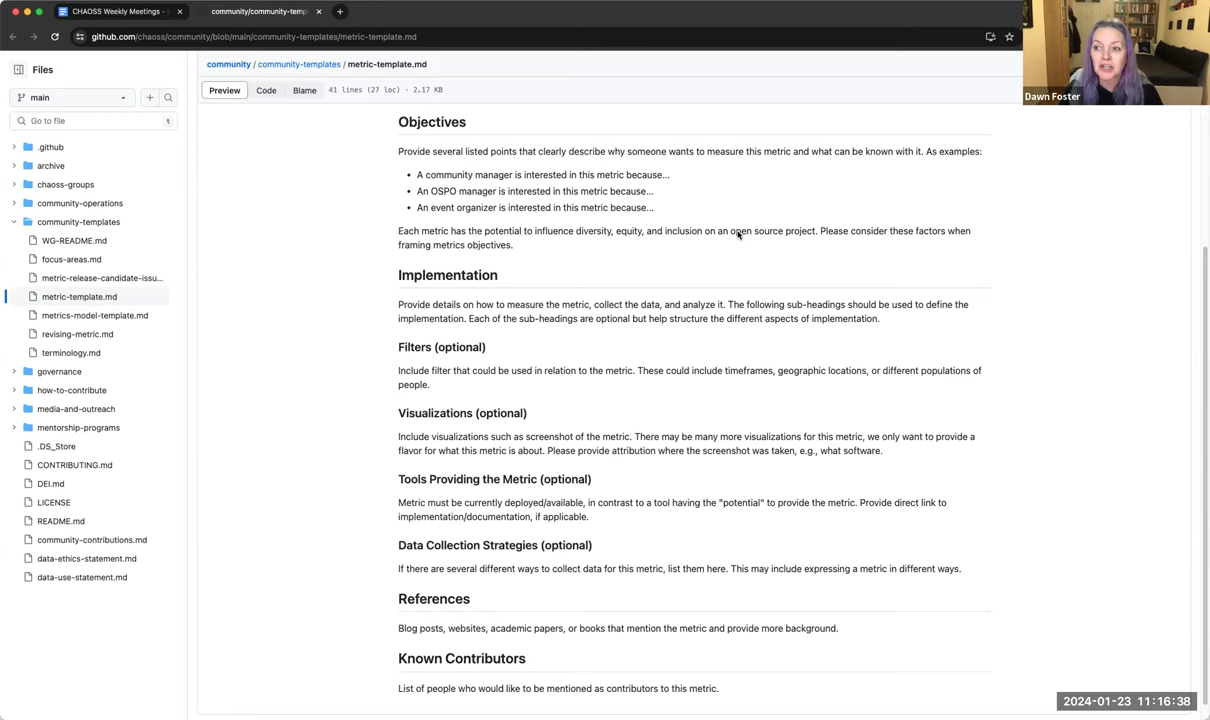 CHAOSS Weekly Meetings -
community/community-temp
github.com/chaoss/community/blob/main/community-templates/metric-template.md
Dawn Foster
Files
main
Go to file
t
.github
archive
chaoss-groups
community-operations
community-templates
WG-README.md
focus-areas.md
metric-release-candidate-issu...
metric-template.md
metrics-model-template.md
revising-metric.md
terminology.md
governance
how-to-contribute
media-and-outreach
mentorship-programs
.DS_Store
CONTRIBUTING.md
DEI.md
LICENSE
README.md
community-contributions.md
data-ethics-statement.md
data-use-statement.md
community / community-templates / metric-template.md
Preview Code Blame 41 lines (27 loc) · 2.17 KB
Objectives
Provide several listed points that clearly describe why someone wants to measure this metric and what can be known with it. As examples:
• A community manager is interested in this metric because...
• An OSPO manager is interested in this metric because...
• An event organizer is interested in this metric because...
Each metric has the potential to influence diversity, equity, and inclusion on an open source project. Please consider these factors when
framing metrics objectives.
Implementation
Provide details on how to measure the metric, collect the data, and analyze it. The following sub-headings should be used to define the
implementation. Each of the sub-headings are optional but help structure the different aspects of implementation.
Filters (optional)
Include filter that could be used in relation to the metric. These could include timeframes, geographic locations, or different populations of
people.
Visualizations (optional)
Include visualizations such as screenshot of the metric. There may be many more visualizations for this metric, we only want to provide a
flavor for what this metric is about. Please provide attribution where the screenshot was taken, e.g., what software.
Tools Providing the Metric (optional)
Metric must be currently deployed/available, in contrast to a tool having the "potential" to provide the metric. Provide direct link to
implementation/documentation, if applicable.
Data Collection Strategies (optional)
If there are several different ways to collect data for this metric, list them here. This may include expressing a metric in different ways.
References
Blog posts, websites, academic papers, or books that mention the metric and provide more background.
Known Contributors
List of people who would like to be mentioned as contributors to this metric.
2024-01-23 11:16:38